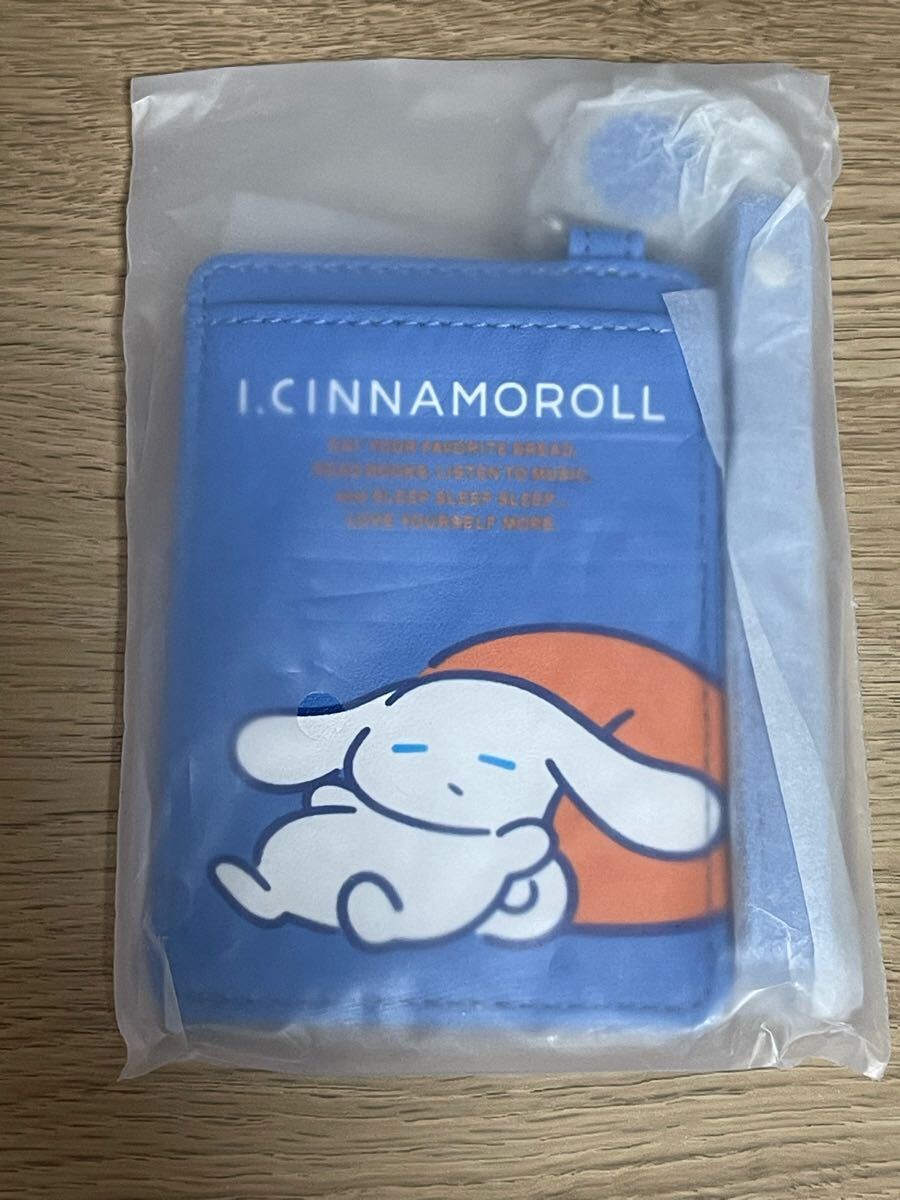 I.CINNAMOROLL
EAT YOUR FAVORITE BREAD,
READ BOOKS, LISTEN TO MUSIC,
AND SLEEP SLEEP SLEEP...
LOVE YOURSELF MORE